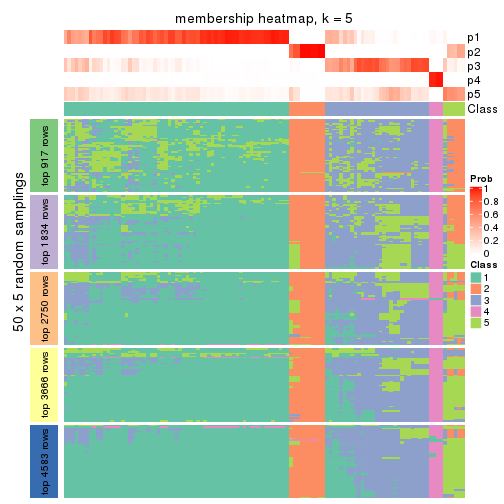 membership heatmap, k = 5
p1
p2
p3
p4
p5
Class
50 x 5 random samplings
top 917 rows
top 1834 rows
top 2750 rows
top 3666 rows
top 4583 rows
Prob
1
0.8
0.6
0.4
0.2
0
Class
1
2
3
4
5